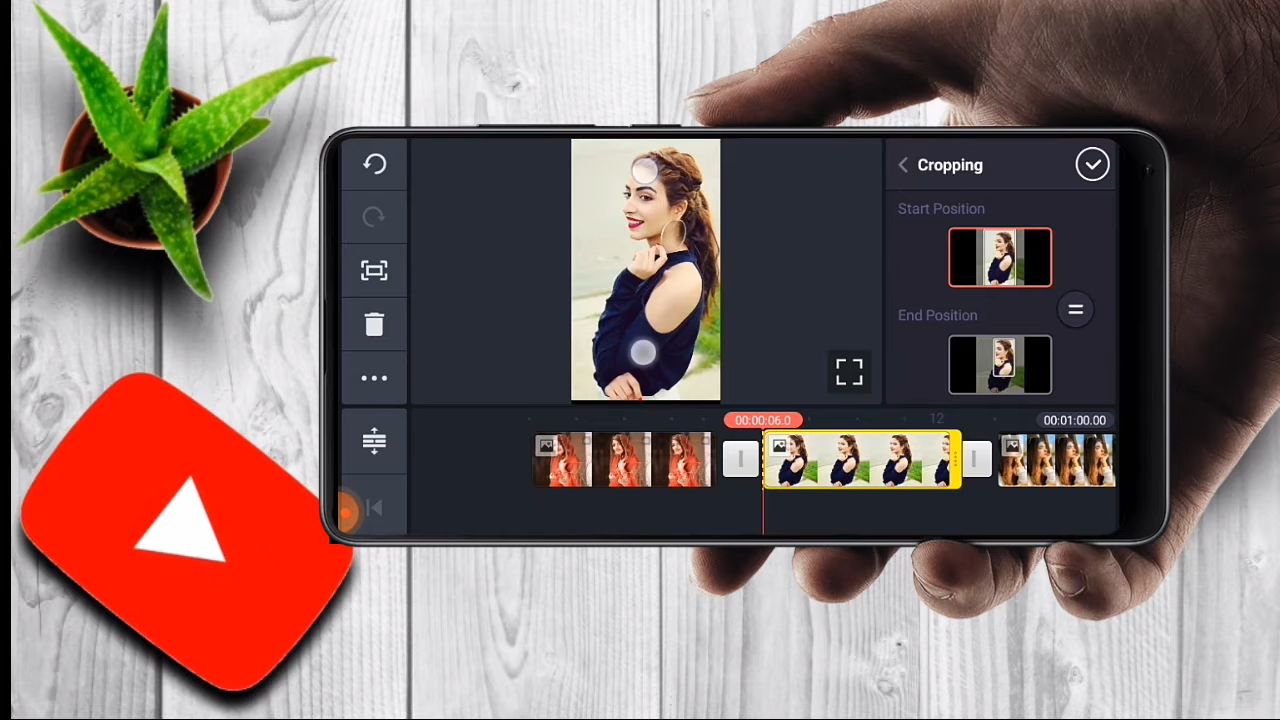 Cropping
Start Position
End Position
00:00:06.0
12
00:01:00.00